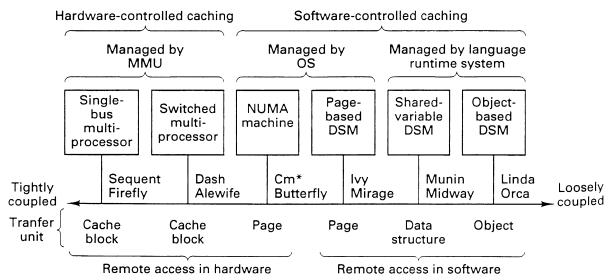 Hardware-controlled caching Software-controlled caching
Managed by MMU
Managed by OS
Managed by language runtime system
Single-bus multi-processor
Switched multi-processor
NUMA machine
Page-based DSM
Shared-variable DSM
Object-based DSM
Sequent Firefly
Dash Alewife
Cm* Butterfly
Ivy Mirage
Munin Midway
Linda Orca
Tightly coupled
Loosely coupled
Tranfer unit
Cache block
Cache block
Page
Page
Data structure
Object
Remote access in hardware
Remote access in software